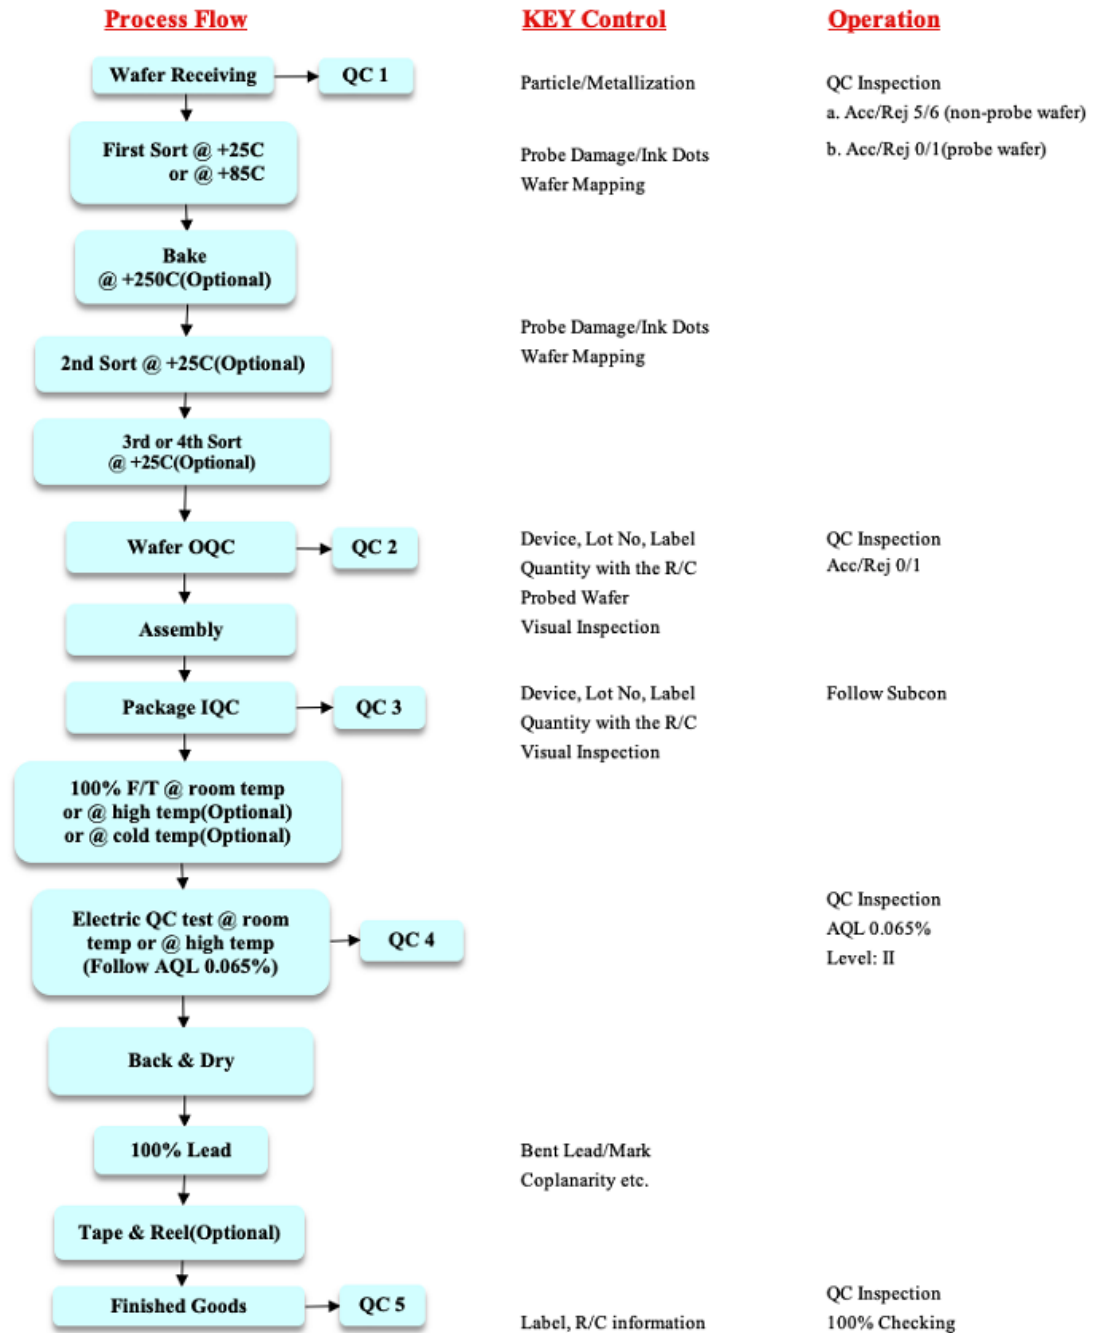 Process Flow
KEY Control
Operation
Wafer Receiving
QC 1
Particle/Metallization
QC Inspection
a. Acc/Rej 5/6 (non-probe wafer)
First Sort @ +25C
or @ +85C
Probe Damage/Ink Dots
Wafer Mapping
b. Acc/Rej 0/1(probe wafer)
Bake
@ +250C(Optional)
2nd Sort @ +25C(Optional)
Probe Damage/Ink Dots
Wafer Mapping
3rd or 4th Sort
@ +25C(Optional)
Wafer OQC
QC 2
Device, Lot No, Label
Quantity with the R/C
Probed Wafer
Visual Inspection
QC Inspection
Acc/Rej 0/1
Assembly
Package IQC
QC 3
Device, Lot No, Label
Quantity with the R/C
Visual Inspection
Follow Subcon
100% F/T @ room temp
or @ high temp(Optional)
or @ cold temp(Optional)
Electric QC test @ room
temp or @ high temp
(Follow AQL 0.065%)
QC 4
QC Inspection
AQL 0.065%
Level: II
Back & Dry
100% Lead
Bent Lead/Mark
Coplanarity etc.
Tape & Reel(Optional)
Finished Goods
QC 5
Label, R/C information
QC Inspection
100% Checking